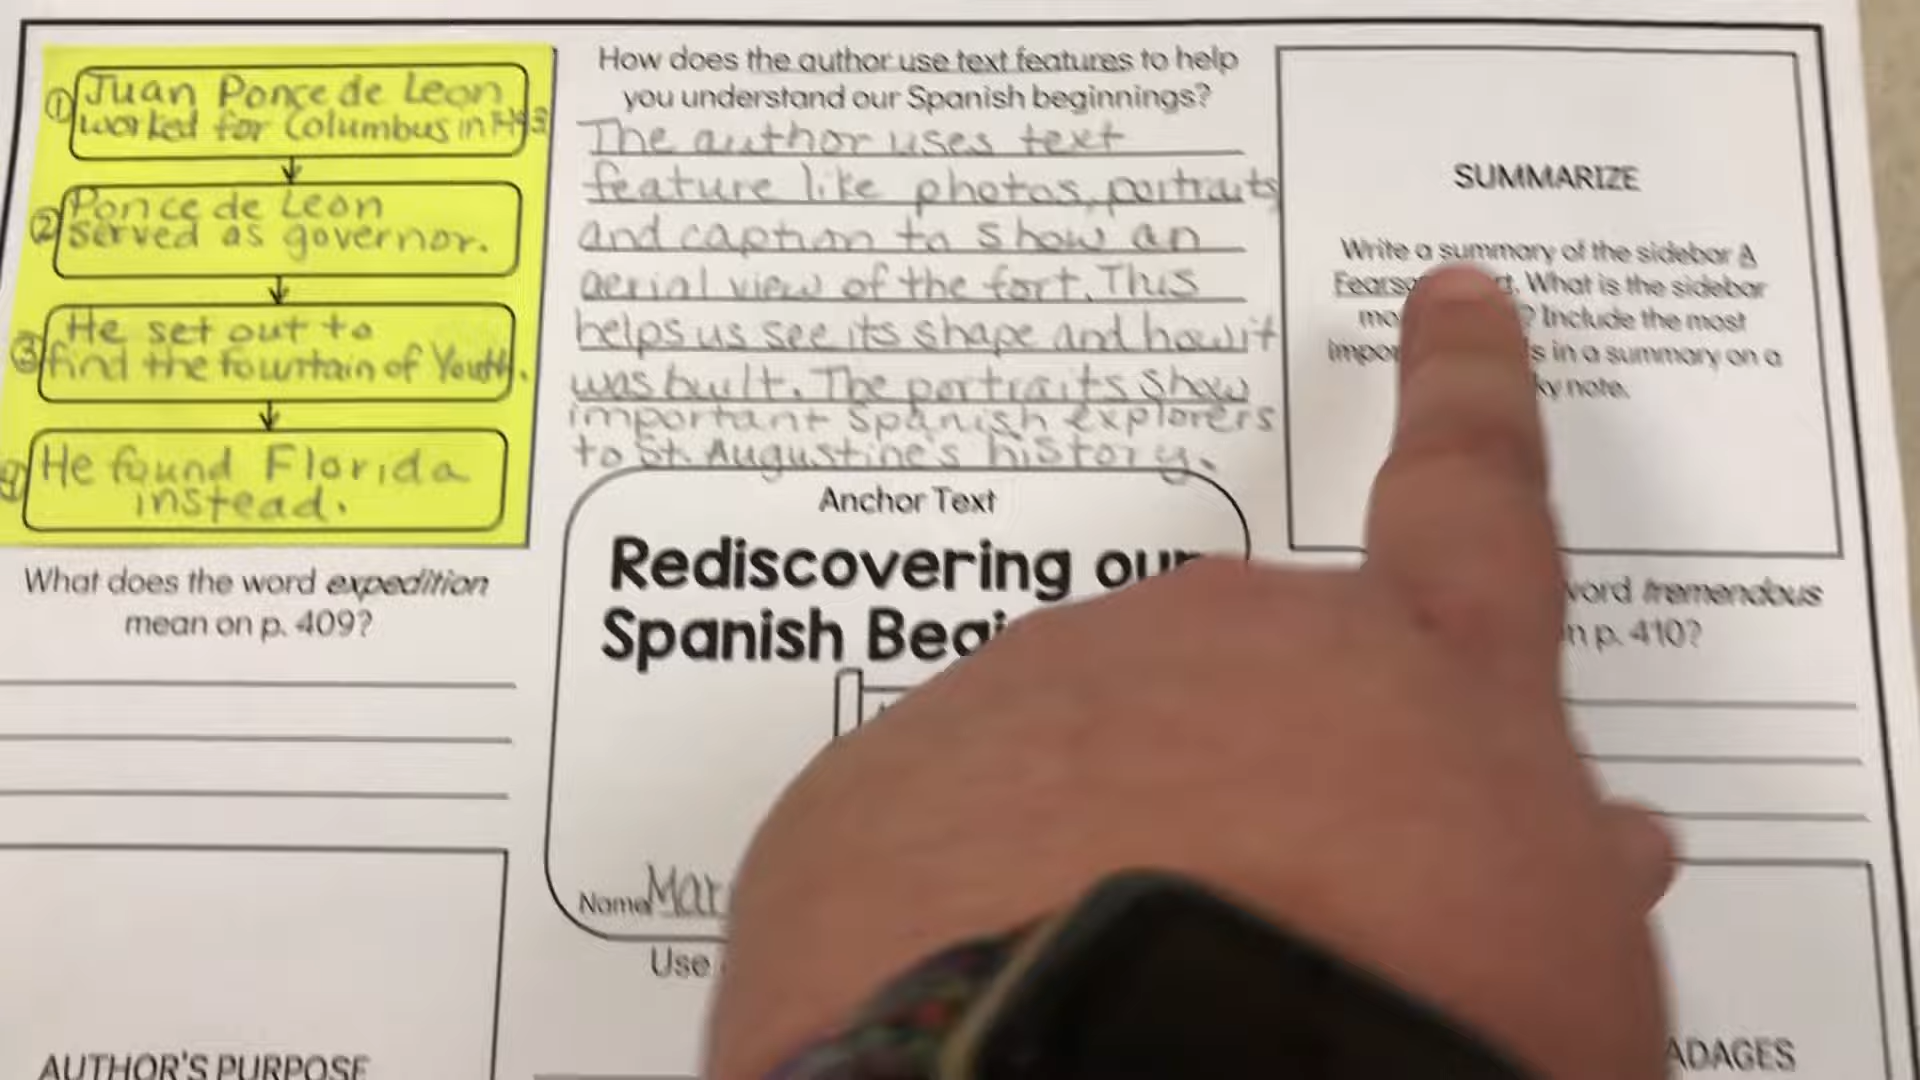 ① Juan Ponce de Leon
worked for Columbus in
② Ponce de Leon
served as governor.
③ He set out to
find the fountain of Youth.
④ He found Florida
instead.
What does the word expedition
mean on p. 409?
AUTHOR'S PURPOSE
How does the author use text features to help
you understand our Spanish beginnings?
The author uses text
feature like photos, portraits
and caption to show an
aerial view of the fort. This
helps us see its shape and how it
was built. The portraits show
important Spanish explorers
to St. Augustine's history.
Anchor Text
Rediscovering our
Spanish
Name
Use
SUMMARIZE
Write a summary of the sidebar A
What is the sidebar
? Include the most
in a summary on a
note.
word tremendous
p. 410?
ADAGES